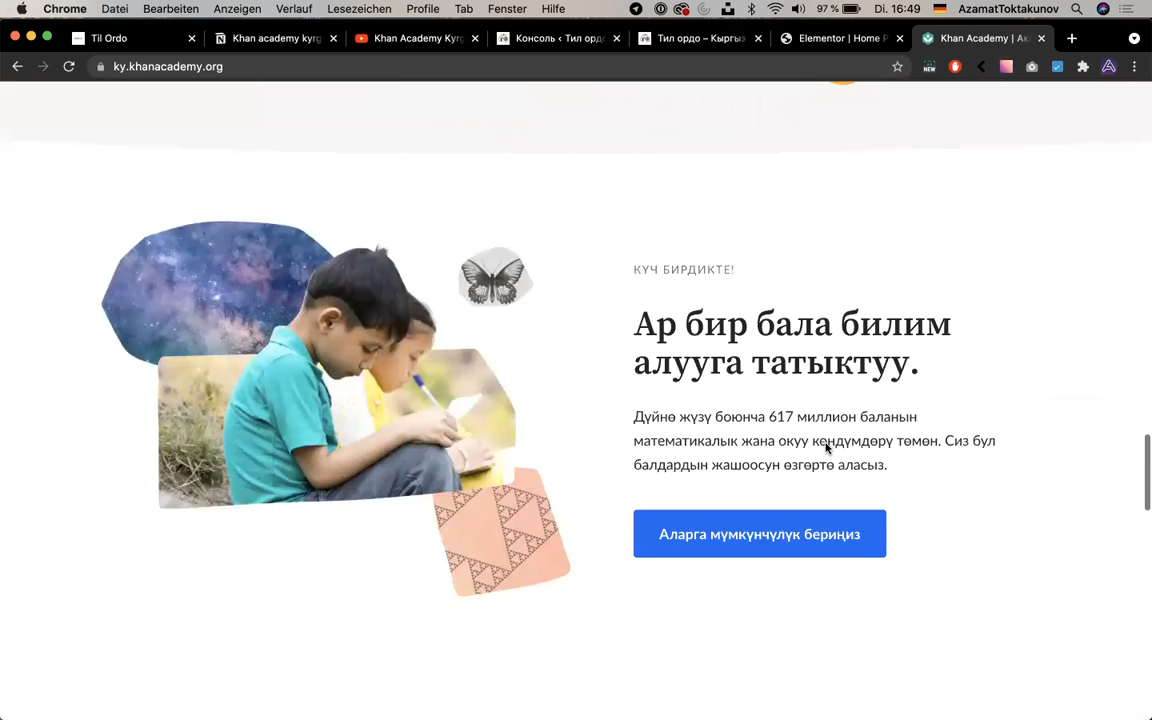 Chrome Datei Bearbeiten Anzeigen Verlauf Lesezeichen Profile Tab Fenster Hilfe 97 % Di. 16:49 AzamatToktakunov
Til Ordo Khan academy kyrg Khan Academy Kyrg Консоль ‹ Тил ордо Тил ордо – Кыргыз Elementor | Home P Khan Academy | Ак
ky.khanacademy.org NEW
КҮЧ БИРДИКТЕ!
Ар бир бала билим
алууга татыктуу.
Дүйнө жүзү боюнча 617 миллион баланын
математикалык жана окуу көндүмдөрү төмөн. Сиз бул
балдардын жашоосун өзгөртө аласыз.
Аларга мүмкүнчүлүк бериңиз